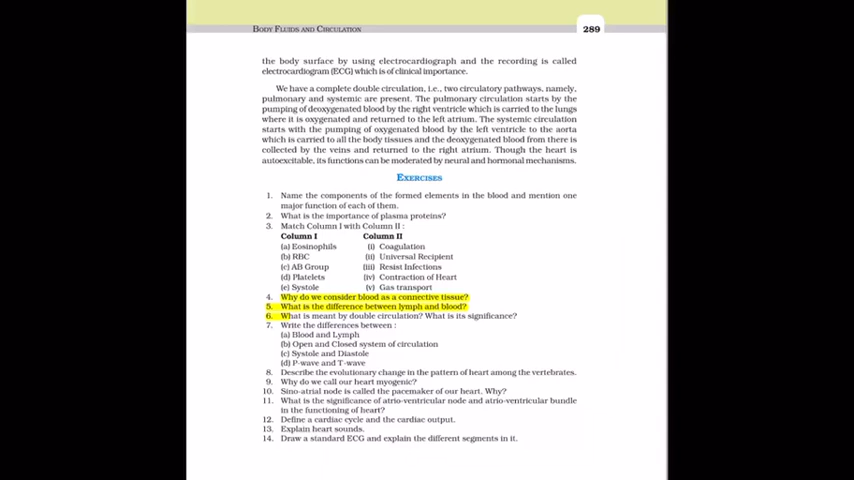 BODY FLUIDS AND CIRCULATION
289
the body surface by using electrocardiograph and the recording is called
electrocardiogram (ECG) which is of clinical importance.
We have a complete double circulation, i.e., two circulatory pathways, namely,
pulmonary and systemic are present. The pulmonary circulation starts by the
pumping of deoxygenated blood by the right ventricle which is carried to the lungs
where it is oxygenated and returned to the left atrium. The systemic circulation
starts with the pumping of oxygenated blood by the left ventricle to the aorta
which is carried to all the body tissues and the deoxygenated blood from there is
collected by the veins and returned to the right atrium. Though the heart is
autoexcitable, its functions can be moderated by neural and hormonal mechanisms.
EXERCISES
1. Name the components of the formed elements in the blood and mention one
major function of each of them.
2. What is the importance of plasma proteins?
3. Match Column I with Column II :
Column I Column II
(a) Eosinophils (i) Coagulation
(b) RBC (ii) Universal Recipient
(c) AB Group (iii) Resist Infections
(d) Platelets (iv) Contraction of Heart
(e) Systole (v) Gas transport
4. Why do we consider blood as a connective tissue?
5. What is the difference between lymph and blood?
6. What is meant by double circulation? What is its significance?
7. Write the differences between :
(a) Blood and Lymph
(b) Open and Closed system of circulation
(c) Systole and Diastole
(d) P-wave and T-wave
8. Describe the evolutionary change in the pattern of heart among the vertebrates.
9. Why do we call our heart myogenic?
10. Sino-atrial node is called the pacemaker of our heart. Why?
11. What is the significance of atrio-ventricular node and atrio-ventricular bundle
in the functioning of heart?
12. Define a cardiac cycle and the cardiac output.
13. Explain heart sounds.
14. Draw a standard ECG and explain the different segments in it.